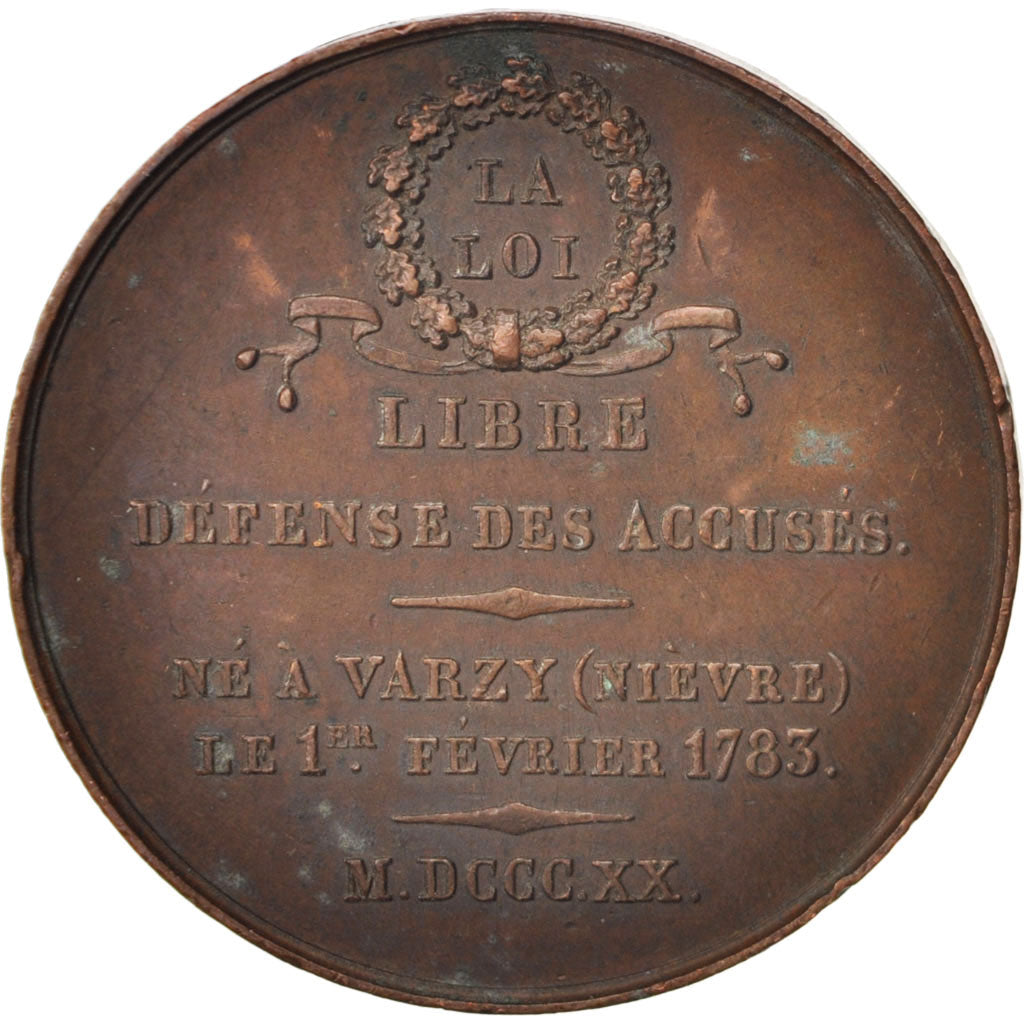 LA
LOI
LIBRE
DÉFENSE DES ACCUSÉS.
NÉ À VARZY (NIÈVRE)
LE 1ER. FÉVRIER 1783.
M.DCCC.XX.